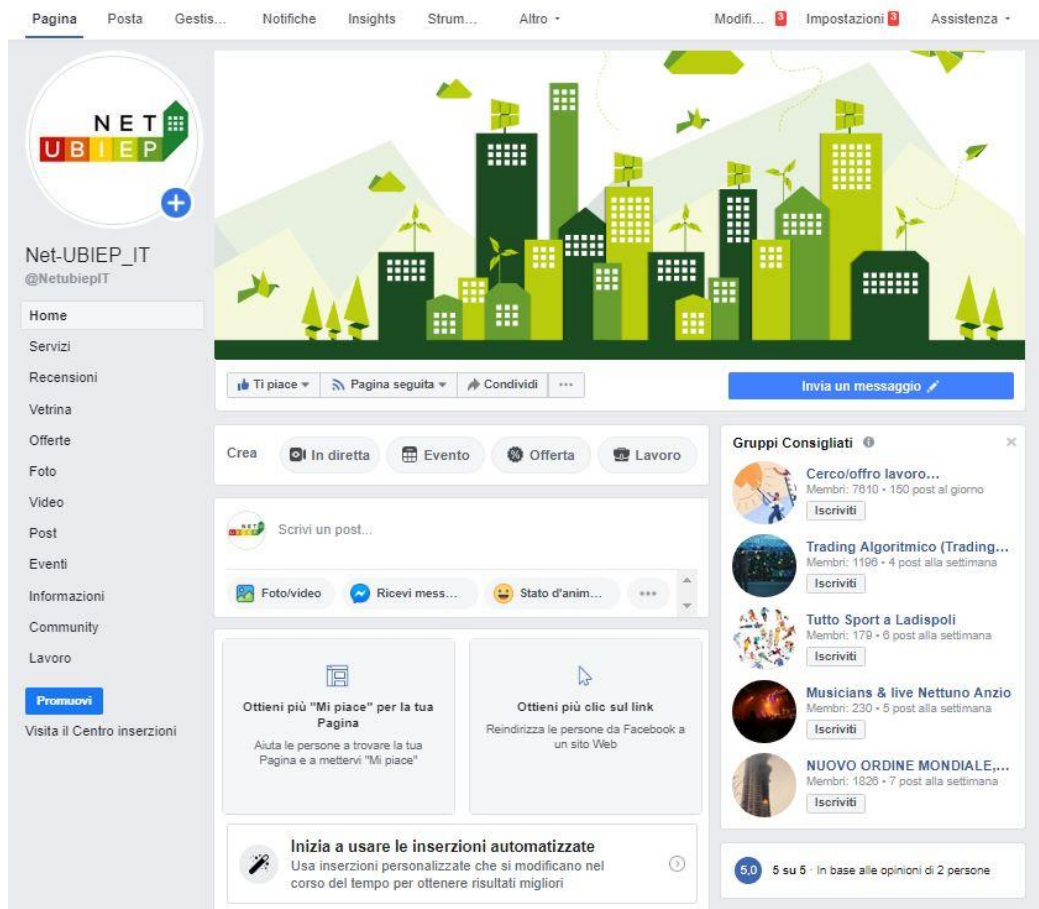 Pagina Posta Gestis... Notifiche Insights Strum... Altro Modifi... 3 Impostazioni 3 Assistenza
NET
UBIEP
Net-UBIEP_IT
@NetubiepIT
Home
Servizi
Recensioni
Vetrina
Offerte
Foto
Video
Post
Eventi
Informazioni
Community
Lavoro
Promuovi
Visita il Centro inserzioni
Ti piace Pagina seguita Condividi ... Invia un messaggio
Crea In diretta Evento Offerta Lavoro
NET
UBIEP
Scrivi un post...
Foto/video Ricevi mess... Stato d'anim... ...
Ottieni più "Mi piace" per la tua
Pagina
Aiuta le persone a trovare la tua
Pagina e a mettervi "Mi piace"
Ottieni più clic sul link
Reindirizza le persone da Facebook a
un sito Web
Inizia a usare le inserzioni automatizzate
Usa inserzioni personalizzate che si modificano nel
corso del tempo per ottenere risultati migliori
Gruppi Consigliati
Cerco/offro lavoro...
Membri: 7610 • 150 post al giorno
Iscriviti
Trading Algoritmico (Trading...
Membri: 1196 • 4 post alla settimana
Iscriviti
Tutto Sport a Ladispoli
Membri: 179 • 6 post alla settimana
Iscriviti
Musicians & live Nettuno Anzio
Membri: 230 • 5 post alla settimana
Iscriviti
NUOVO ORDINE MONDIALE,...
Membri: 1826 • 7 post alla settimana
Iscriviti
5,0 5 su 5 · In base alle opinioni di 2 persone